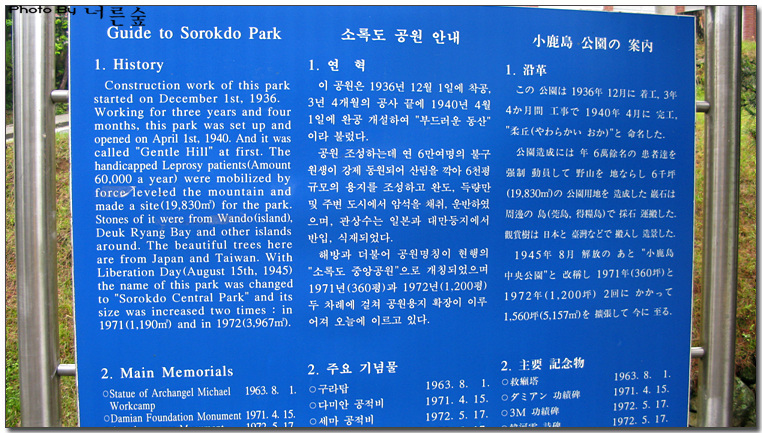 Photo By 너른숲
Guide to Sorokdo Park
1. History
Construction work of this park
started on December 1st, 1936.
Working for three years and four
months, this park was set up and
opened on April 1st, 1940. And it was
called "Gentle Hill" at first. The
handicapped Leprosy patients(Amount
60,000 a year) were mobilized by
force leveled the mountain and
made a site(19,830㎡) for the park.
Stones of it were from Wando(island),
Deuk Ryang Bay and other islands
around. The beautiful trees here
are from Japan and Taiwan. With
Liberation Day(August 15th, 1945)
the name of this park was changed
to "Sorokdo Central Park" and its
size was increased two times : in
1971(1,190㎡) and in 1972(3,967㎡).
2. Main Memorials
○Statue of Archangel Michael 1963. 8. 1.
Workcamp
○Damian Foundation Monument 1971. 4. 15.
1972. 5. 17.
소록도 공원 안내
1. 연 혁
이 공원은 1936년 12월 1일에 착공,
3년 4개월의 공사 끝에 1940년 4월
1일에 완공 개설하여 "부드러운 동산"
이라 불렀다.
공원 조성하는데 연 6만여명의 불구
원생이 강제 동원되어 산림을 깍아 6천평
규모의 용지를 조성하고 완도, 득량만
및 주변 도서에서 암석을 채취, 운반하였
으며, 관상수는 일본과 대만등지에서
반입, 식재되었다.
해방과 더불어 공원명칭이 현행의
"소록도 중앙공원"으로 개칭되었으며
1971년(360평)과 1972년(1,200평)
두 차례에 걸쳐 공원용지 확장이 이루
어져 오늘에 이르고 있다.
2. 주요 기념물
○구라탑 1963. 8. 1.
○다미안 공적비 1971. 4. 15.
○세마 공적비 1972. 5. 17.
小鹿島 公園の 案內
1. 沿革
この 公園は 1936年 12月に 着工, 3年
4か月間 工事で 1940年 4月に 完工,
"柔丘(やわらかい おか)"と 命名した.
公園造成には 年 6萬餘名の 患者達を
强制 動員して 野山を 地ならし 6千坪
(19,830㎡)の 公園用地を 造成した 巖石は
周邊の 島(莞島, 得糧島)で 採石 運搬した.
觀賞樹は 日本と 臺灣などで 搬入し 造景した.
1945年 8月 解放の あと "小鹿島
中央公園"と 改稱し 1971年(360坪)と
1972年(1,200坪) 2回に かかって
1,560坪(5,157㎡)を 擴張して 今に 至る.
2. 主要 記念物
○救癩塔 1963. 8. 1.
○ダミアン 功績碑 1971. 4. 15.
○3M 功績碑 1972. 5. 17.
詩碑 1972. 5. 17.